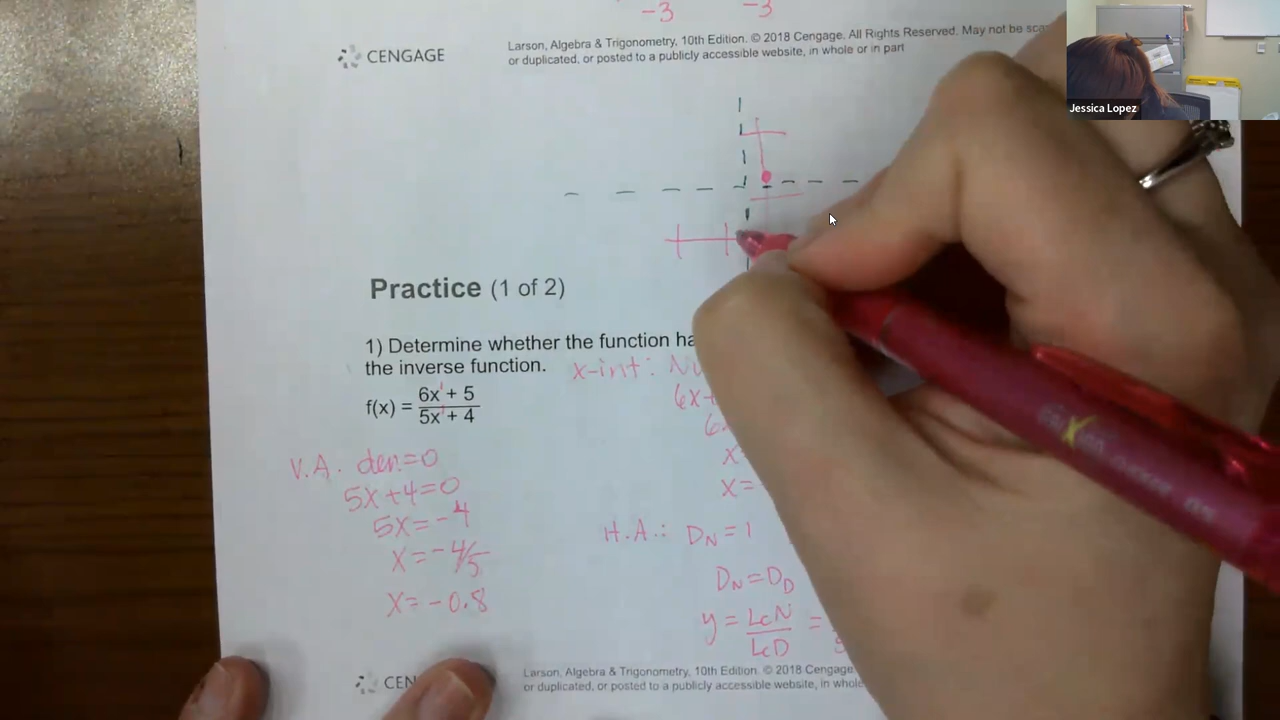 -3 -3
CENGAGE
Larson, Algebra & Trigonometry, 10th Edition. © 2018 Cengage. All Rights Reserved. May not be
or duplicated, or posted to a publicly accessible website, in whole or in part
Jessica Lopez
Practice (1 of 2)
1) Determine whether the function
the inverse function.
x-int:
f(x) = 6x + 5
5x + 4
V.A. den=0
5x+4=0
5x=-4
x=-4/5
x=-0.8
x=
H.A.: DN=1
DN=DD
y = LCN =
LCD
Larson, Algebra & Trigonometry, 10th Edition. © 2018 Cengage
or duplicated, or posted to a publicly accessible website, in